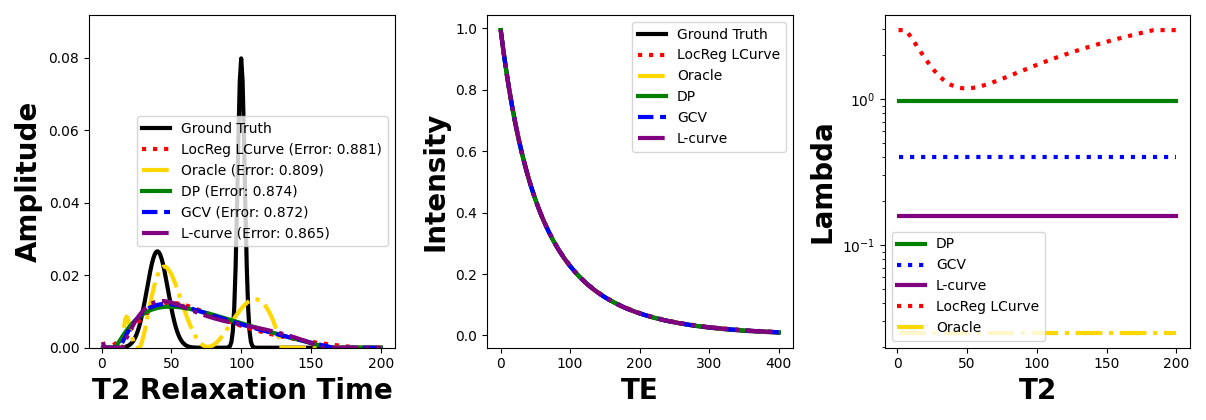 Amplitude
0.08
0.06
0.04
0.02
0.00
0
50
100
150
200
T2 Relaxation Time
Ground Truth
LocReg LCurve (Error: 0.881)
Oracle (Error: 0.809)
DP (Error: 0.874)
GCV (Error: 0.872)
L-curve (Error: 0.865)
Intensity
1.0
0.8
0.6
0.4
0.2
0.0
0
100
200
300
400
TE
Ground Truth
LocReg LCurve
Oracle
DP
GCV
L-curve
Lambda
10⁰
10⁻¹
0
50
100
150
200
T2
DP
GCV
L-curve
LocReg LCurve
Oracle